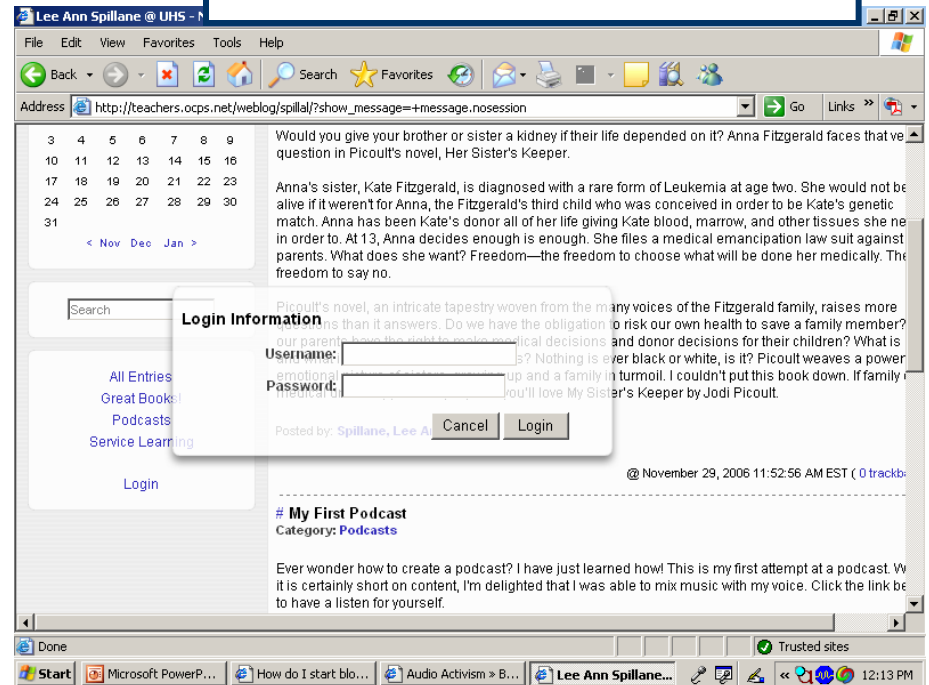 Lee Ann Spillane @ UHS -
File Edit View Favorites Tools Help
Back Search Favorites
Address http://teachers.ocps.net/weblog/spillal/?show_message=+message.nosession Go Links »
3 4 5 6 7 8 9
10 11 12 13 14 15 16
17 18 19 20 21 22 23
24 25 26 27 28 29 30
31
< Nov Dec Jan >
Search
All Entries
Great Books
Podcasts
Service Learning
Login
Would you give your brother or sister a kidney if their life depended on it? Anna Fitzgerald faces that ve
question in Picoult's novel, Her Sister's Keeper.
Anna's sister, Kate Fitzgerald, is diagnosed with a rare form of Leukemia at age two. She would not be
alive if it weren't for Anna, the Fitzgerald's third child who was conceived in order to be Kate's genetic
match. Anna has been Kate's donor all of her life giving Kate blood, marrow, and other tissues she ne
in order to. At 13, Anna decides enough is enough. She files a medical emancipation law suit against
parents. What does she want? Freedom—the freedom to choose what will be done her medically. The
freedom to say no.
Picoult's novel, an intricate tapestry woven from the many voices of the Fitzgerald family, raises more
questions than it answers. Do we have the obligation to risk our own health to save a family member?
our parents have the right to make medical decisions and donor decisions for their children? What is
Nothing is ever black or white, is it? Picoult weaves a power
up and a family in turmoil. I couldn't put this book down. If family
you'll love My Sister's Keeper by Jodi Picoult.
Posted by: Spillane, Lee A
@ November 29, 2006 11:52:56 AM EST ( 0 trackba
Login Information
Username:
Password:
Cancel Login
# My First Podcast
Category: Podcasts
Ever wonder how to create a podcast? I have just learned how! This is my first attempt at a podcast. W
it is certainly short on content, I'm delighted that I was able to mix music with my voice. Click the link be
to have a listen for yourself.
Done Trusted sites
Start Microsoft PowerP... How do I start blo... Audio Activism » B... Lee Ann Spillane... « 12:13 PM